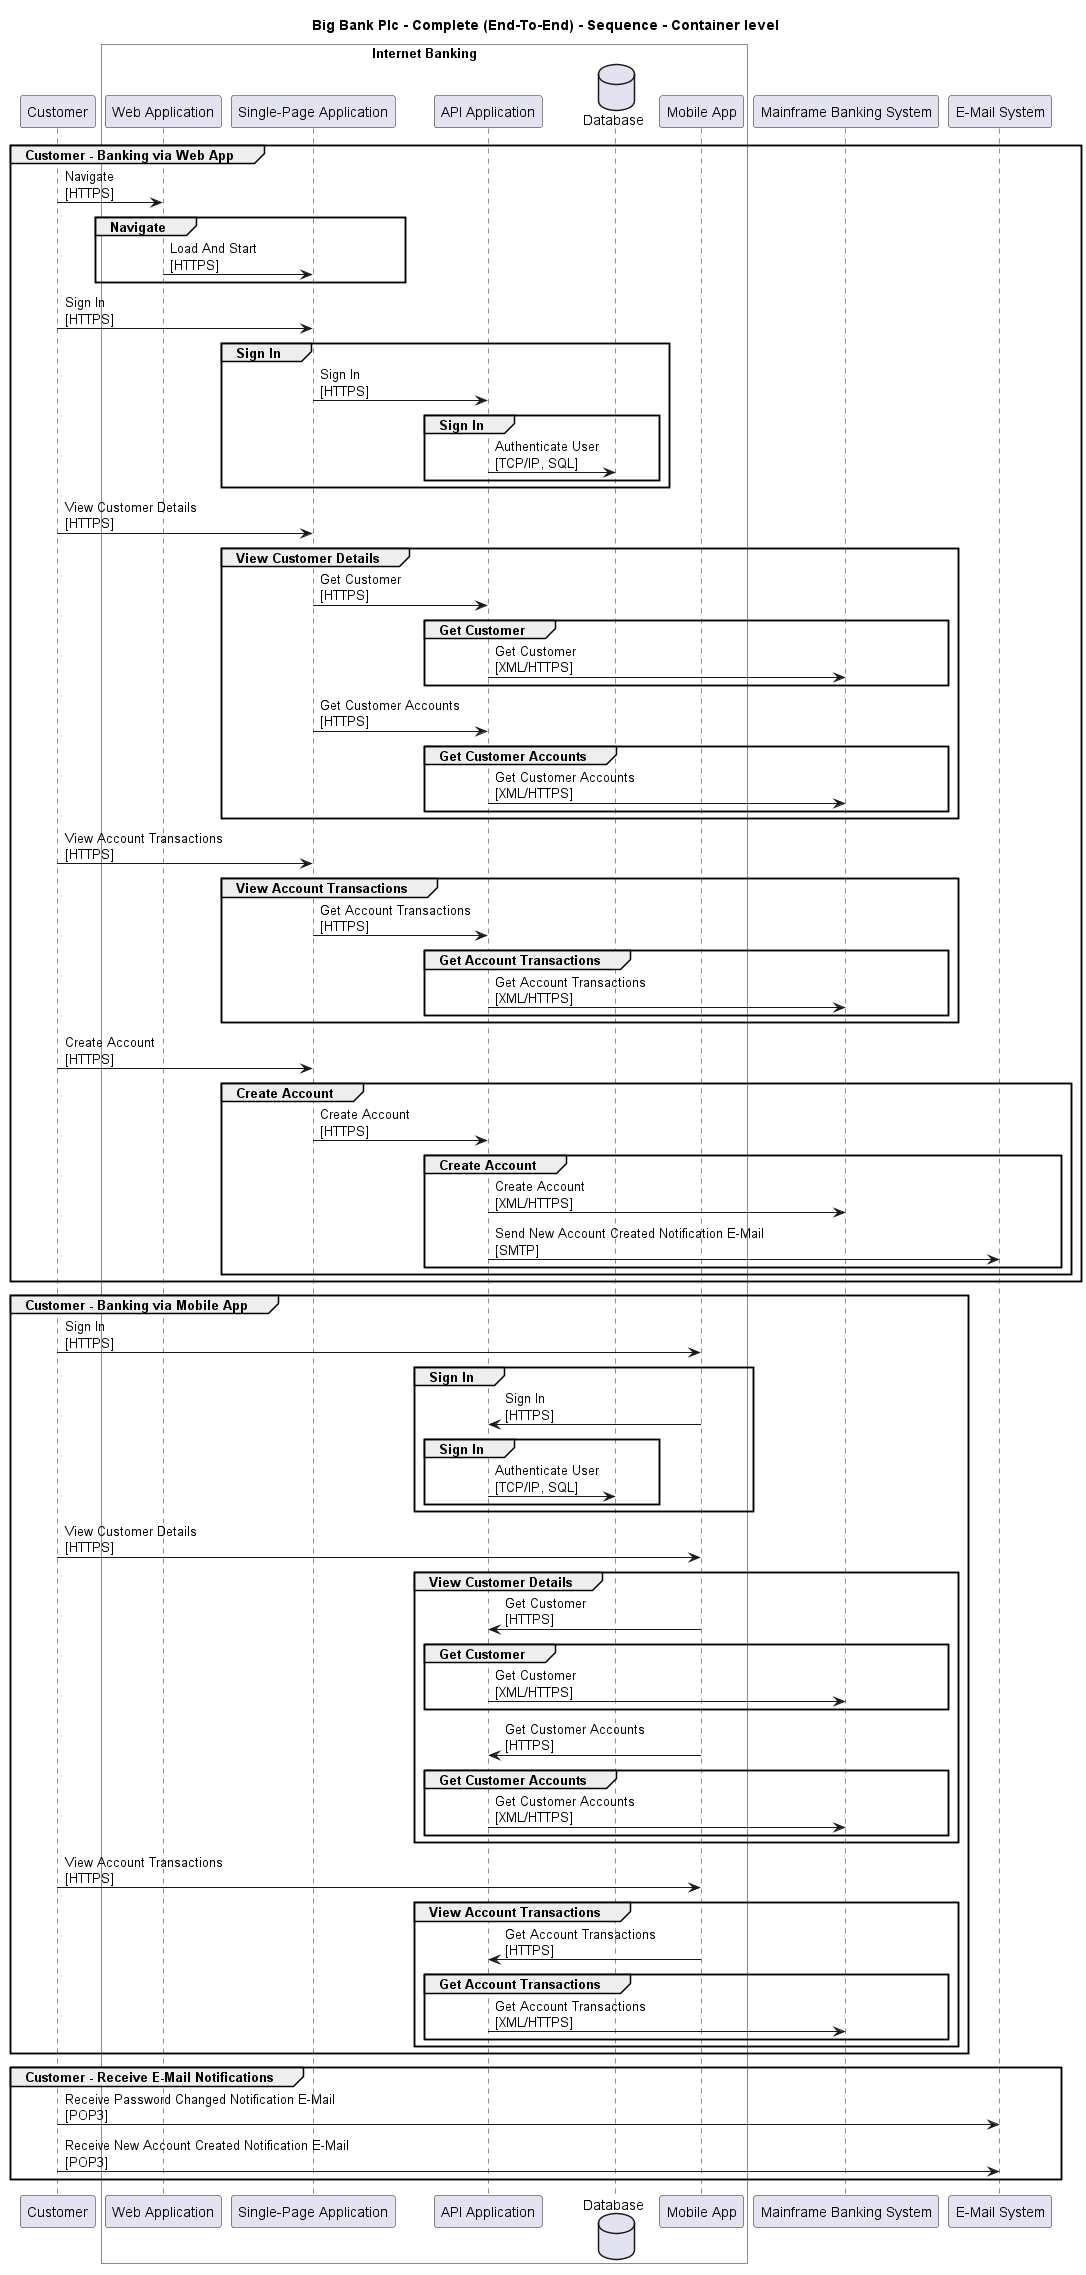 Big Bank Plc - Complete (End-To-End) - Sequence - Container level
Internet Banking
Customer
Web Application
Single-Page Application
API Application
Database
Mobile App
Mainframe Banking System
E-Mail System
Customer - Banking via Web App
Navigate
[HTTPS]
Navigate
Load And Start
[HTTPS]
Sign In
[HTTPS]
Sign In
Sign In
[HTTPS]
Sign In
Authenticate User
[TCP/IP, SQL]
View Customer Details
[HTTPS]
View Customer Details
Get Customer
[HTTPS]
Get Customer
Get Customer
[XML/HTTPS]
Get Customer Accounts
[HTTPS]
Get Customer Accounts
Get Customer Accounts
[XML/HTTPS]
View Account Transactions
[HTTPS]
View Account Transactions
Get Account Transactions
[HTTPS]
Get Account Transactions
Get Account Transactions
[XML/HTTPS]
Create Account
[HTTPS]
Create Account
Create Account
[HTTPS]
Create Account
Create Account
[XML/HTTPS]
Send New Account Created Notification E-Mail
[SMTP]
Customer - Banking via Mobile App
Sign In
[HTTPS]
Sign In
Sign In
[HTTPS]
Sign In
Authenticate User
[TCP/IP, SQL]
View Customer Details
[HTTPS]
View Customer Details
Get Customer
[HTTPS]
Get Customer
Get Customer
[XML/HTTPS]
Get Customer Accounts
[HTTPS]
Get Customer Accounts
Get Customer Accounts
[XML/HTTPS]
View Account Transactions
[HTTPS]
View Account Transactions
Get Account Transactions
[HTTPS]
Get Account Transactions
Get Account Transactions
[XML/HTTPS]
Customer - Receive E-Mail Notifications
Receive Password Changed Notification E-Mail
[POP3]
Receive New Account Created Notification E-Mail
[POP3]
Customer
Web Application
Single-Page Application
API Application
Database
Mobile App
Mainframe Banking System
E-Mail System